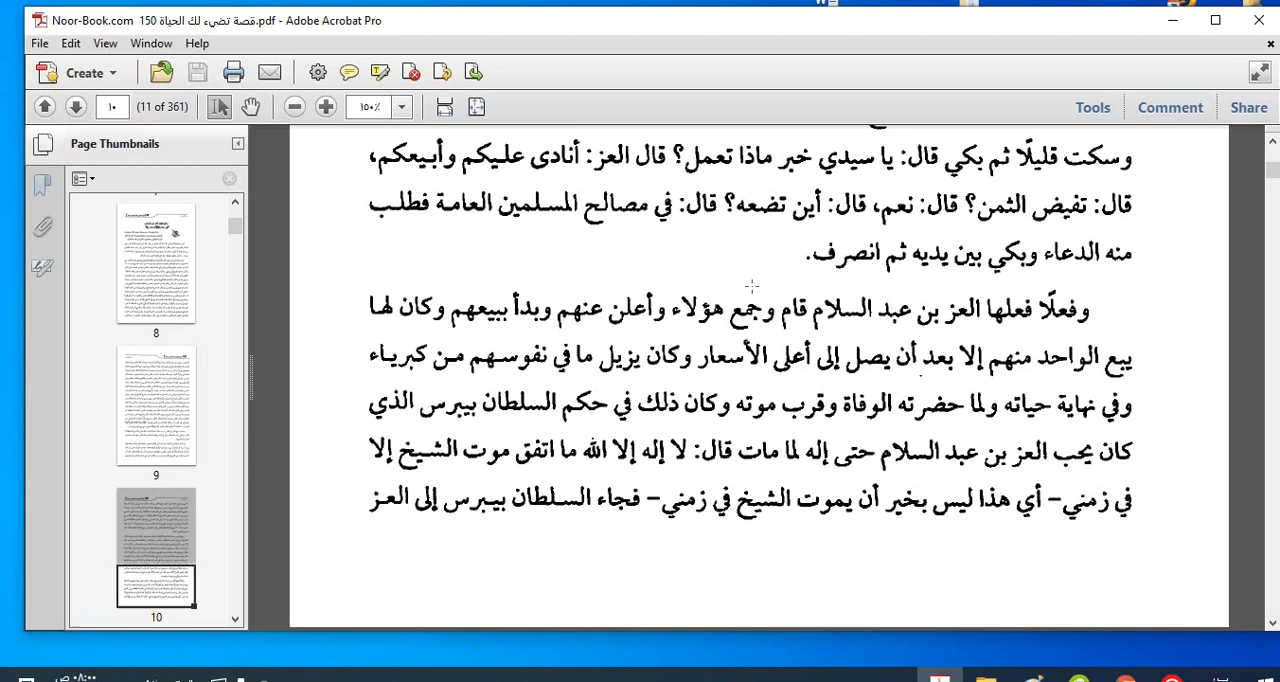 Noor-Book.com  150 قصة تضيء لك الحياة.pdf - Adobe Acrobat Pro
File Edit View Window Help
Create
١٠ (11 of 361) ١٥٠٪
Tools Comment Share
Page Thumbnails
8
9
10
وسكت قليلًا ثم بكي قال: يا سيدي خبر ماذا تعمل؟ قال العز: أنادى عليكم وأبيعكم،
قال: تفيض الثمن؟ قال: نعم، قال: أين تضعه؟ قال: في مصالح المسلمين العامة فطلب
منه الدعاء وبكي بين يديه ثم انصرف.
وفعلًا فعلها العز بن عبد السلام قام وجمع هؤلاء وأعلن عنهم وبدأ ببيعهم وكان لها
يبع الواحد منهم إلا بعد أن يصل إلى أعلى الأسعار وكان يزيل ما في نفوسهم من كبرياء
وفي نهاية حياته ولما حضرته الوفاة وقرب موته وكان ذلك في حكم السلطان بيبرس الذي
كان يحب العز بن عبد السلام حتى إله لما مات قال: لا إله إلا الله ما اتفق موت الشيخ إلا
في زمني– أي هذا ليس بخير أن يموت الشيخ في زمني– فجاء السلطان بيبرس إلى العز